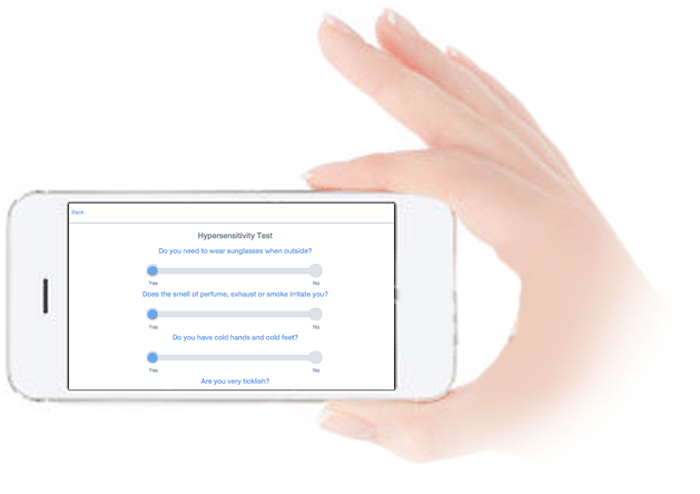 Back
Hypersensitivity Test
Do you need to wear sunglasses when outside?
Yes No
Does the smell of perfume, exhaust or smoke irritate you?
Yes No
Do you have cold hands and cold feet?
Yes No
Are you very ticklish?